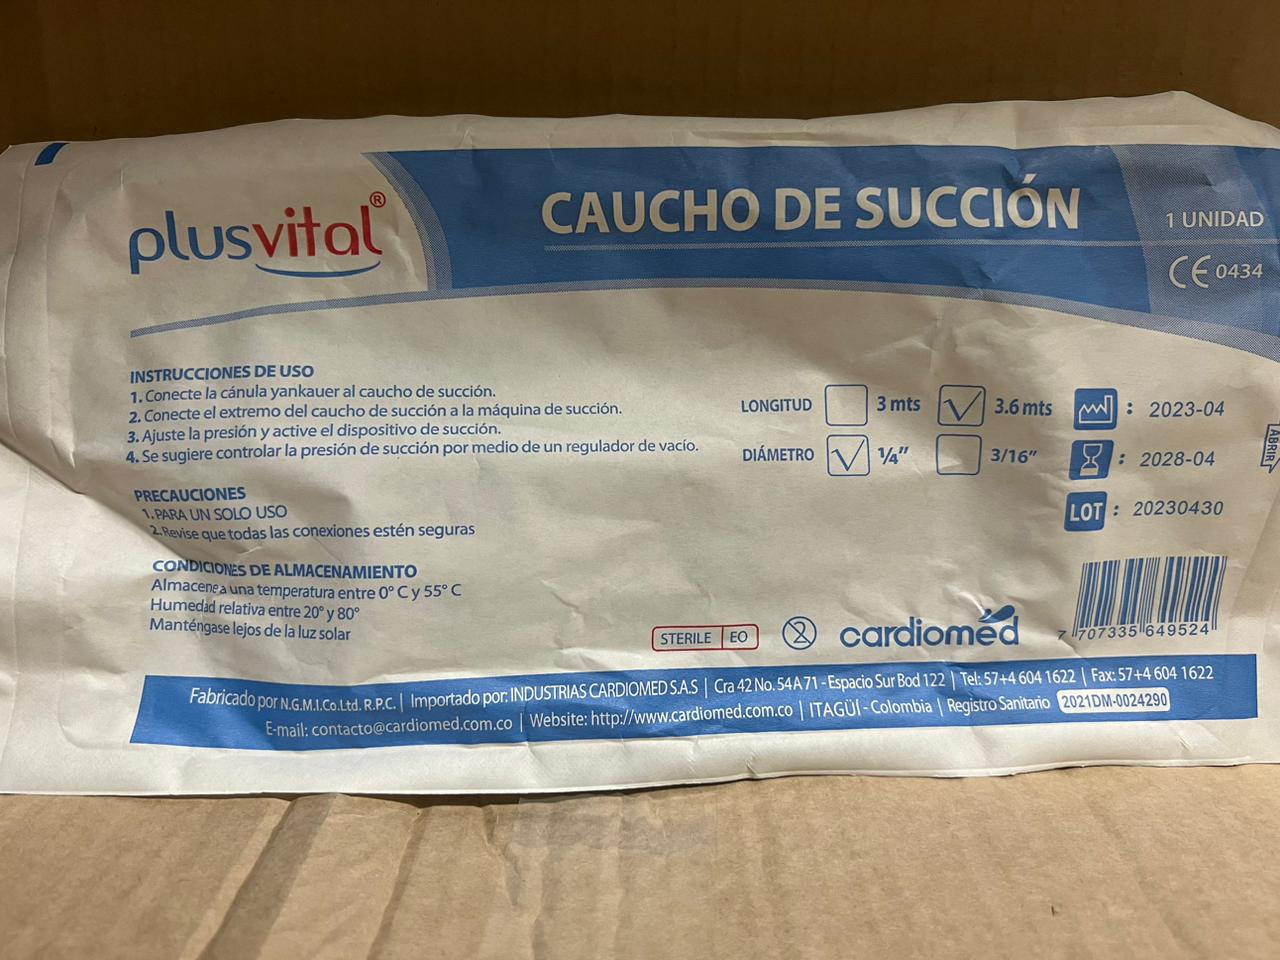 plusvital®
CAUCHO DE SUCCIÓN
1 UNIDAD
CE 0434
INSTRUCCIONES DE USO
1. Conecte la cánula yankauer al caucho de succión.
2. Conecte el extremo del caucho de succión a la máquina de succión.
3. Ajuste la presión y active el dispositivo de succión.
4. Se sugiere controlar la presión de succión por medio de un regulador de vacío.
PRECAUCIONES
1. PARA UN SOLO USO
2. Revise que todas las conexiones estén seguras
CONDICIONES DE ALMACENAMIENTO
Almacene a una temperatura entre 0° C y 55° C
Humedad relativa entre 20° y 80°
Manténgase lejos de la luz solar
LONGITUD 3 mts 3.6 mts
DIÁMETRO 1/4" 3/16"
: 2023-04
: 2028-04
LOT : 20230430
ABRIR
STERILE EO
2
cardiomed
7 707335 649524
Fabricado por N.G.M.I.Co.Ltd. R.P.C. | Importado por: INDUSTRIAS CARDIOMED S.A.S | Cra 42 No. 54A 71 - Espacio Sur Bod 122 | Tel: 57+4 604 1622 | Fax: 57+4 604 1622
E-mail: contacto@cardiomed.com.co | Website: http://www.cardiomed.com.co | ITAGÜÍ - Colombia | Registro Sanitario 2021DM-0024290